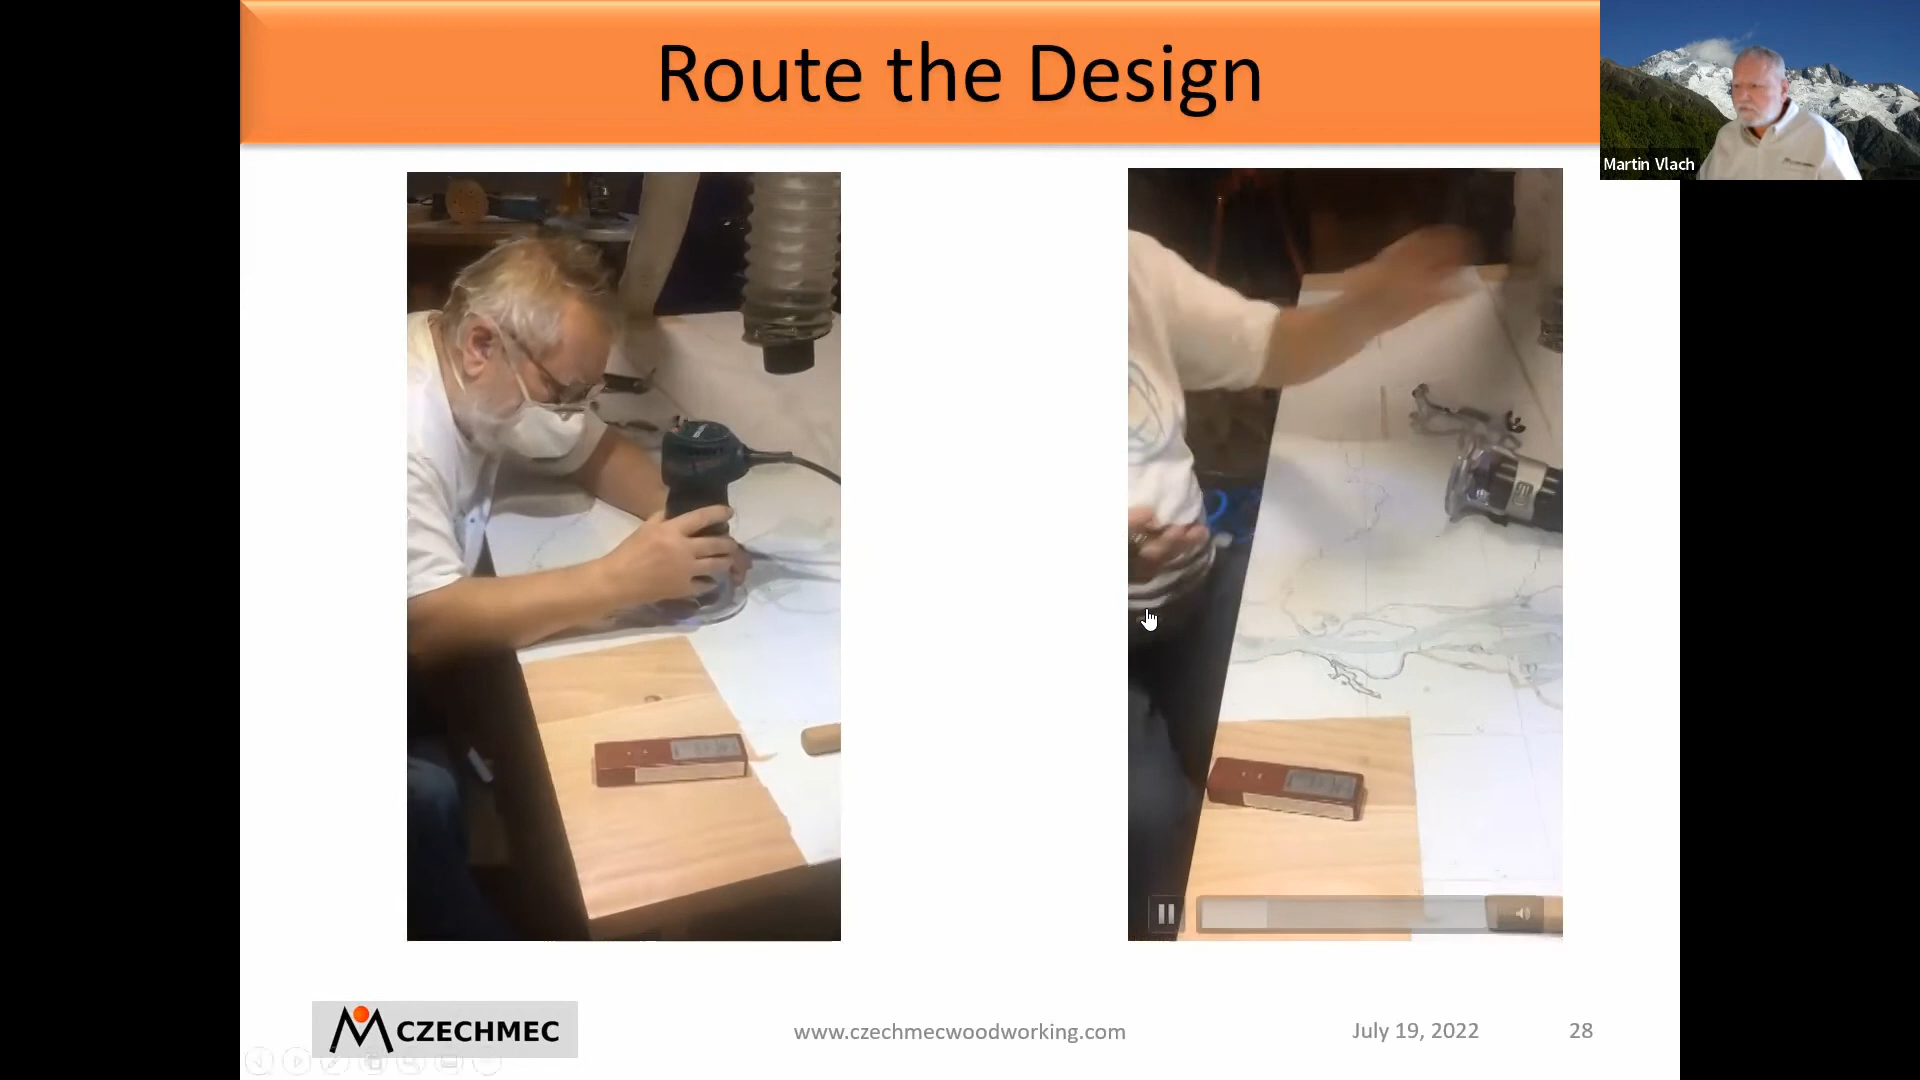 Route the Design
Martin Vlach
CZECHMEC
www.czechmecwoodworking.com
July 19, 2022
28